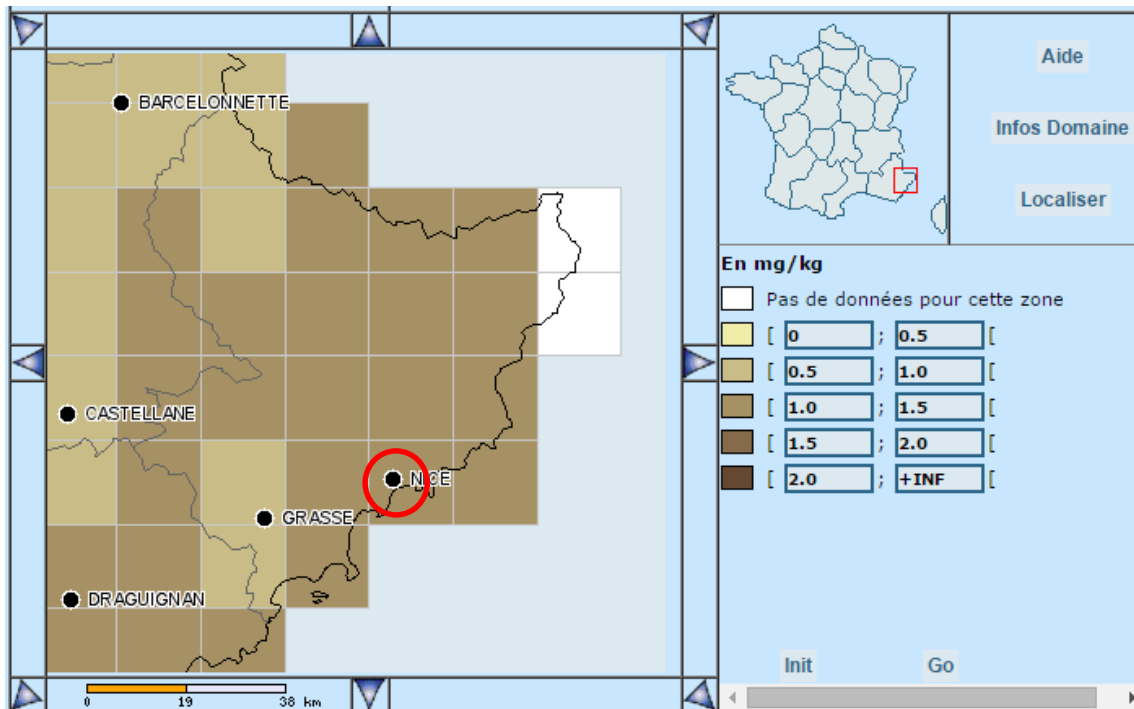 BARCELONNETTE
CASTELLANE
NICE
GRASSE
DRAGUIGNAN
0 19 38 km
Aide
Infos Domaine
Localiser
En mg/kg
Pas de données pour cette zone
[ 0 ; 0.5 [
[ 0.5 ; 1.0 [
[ 1.0 ; 1.5 [
[ 1.5 ; 2.0 [
[ 2.0 ; +INF [
Init Go